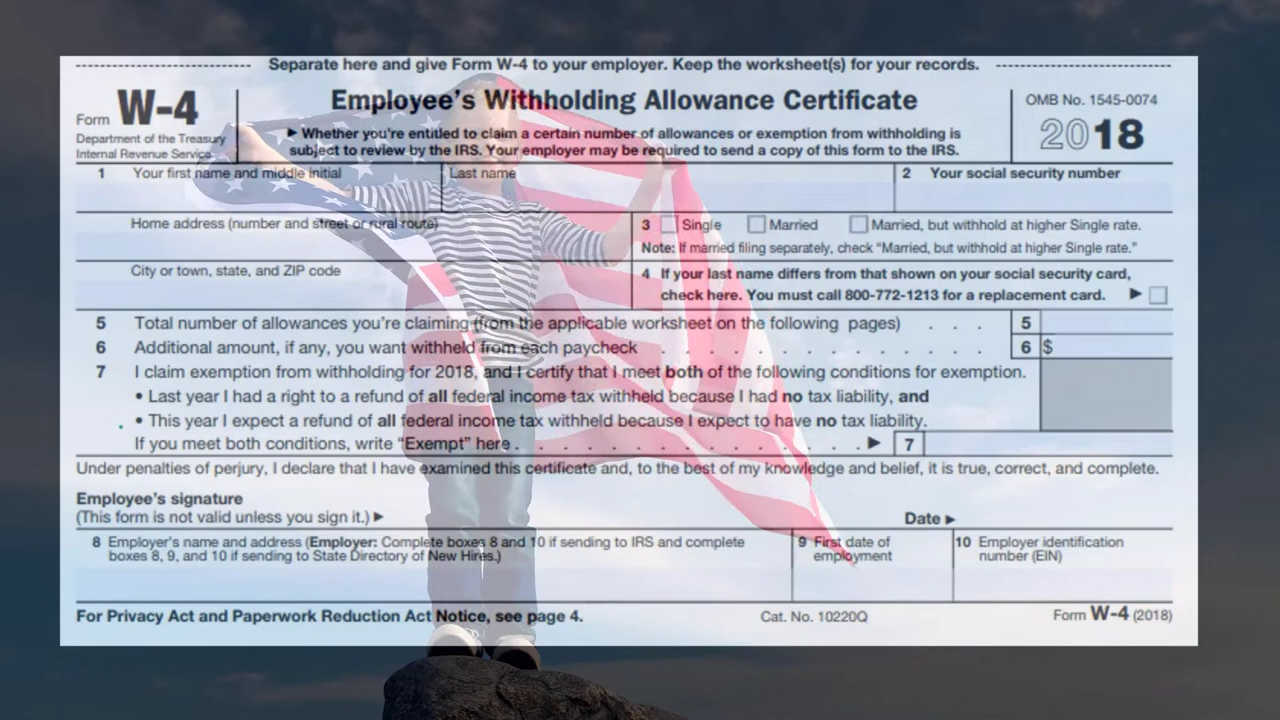 Separate here and give Form W-4 to your employer. Keep the worksheet(s) for your records.
Form W-4
Department of the Treasury
Internal Revenue Service
Employee's Withholding Allowance Certificate
▶ Whether you're entitled to claim a certain number of allowances or exemption from withholding is
subject to review by the IRS. Your employer may be required to send a copy of this form to the IRS.
OMB No. 1545-0074
2018
1 Your first name and middle initial
Last name
2 Your social security number
Home address (number and street or rural route)
3 Single Married Married, but withhold at higher Single rate.
Note: If married filing separately, check “Married, but withhold at higher Single rate.”
City or town, state, and ZIP code
4 If your last name differs from that shown on your social security card,
check here. You must call 800-772-1213 for a replacement card. ▶
5 Total number of allowances you're claiming (from the applicable worksheet on the following pages) . . . 5
6 Additional amount, if any, you want withheld from each paycheck . . . . . . . . . . . . . . 6 $
7 I claim exemption from withholding for 2018, and I certify that I meet both of the following conditions for exemption.
• Last year I had a right to a refund of all federal income tax withheld because I had no tax liability, and
• This year I expect a refund of all federal income tax withheld because I expect to have no tax liability.
If you meet both conditions, write “Exempt” here . . . . . . . . . . . . . . . ▶ 7
Under penalties of perjury, I declare that I have examined this certificate and, to the best of my knowledge and belief, it is true, correct, and complete.
Employee's signature
(This form is not valid unless you sign it.) ▶
Date ▶
8 Employer's name and address (Employer: Complete boxes 8 and 10 if sending to IRS and complete
boxes 8, 9, and 10 if sending to State Directory of New Hires.)
9 First date of
employment
10 Employer identification
number (EIN)
For Privacy Act and Paperwork Reduction Act Notice, see page 4.
Cat. No. 10220Q
Form W-4 (2018)